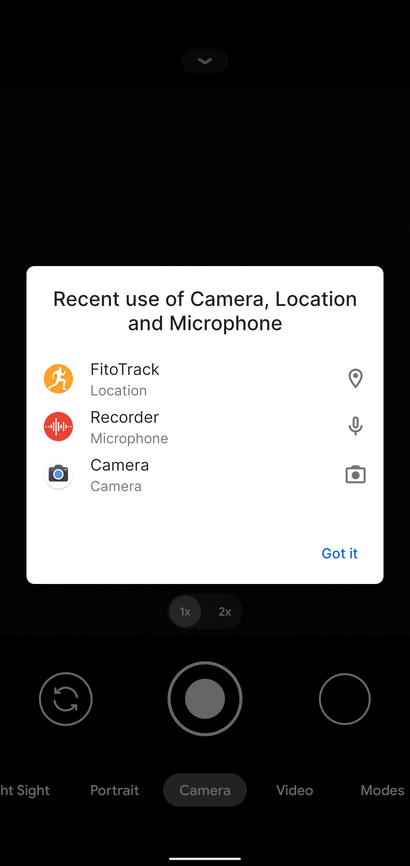 Recent use of Camera, Location
and Microphone
FitoTrack
Location
Recorder
Microphone
Camera
Camera
Got it
1x 2x
ht Sight Portrait Camera Video Modes